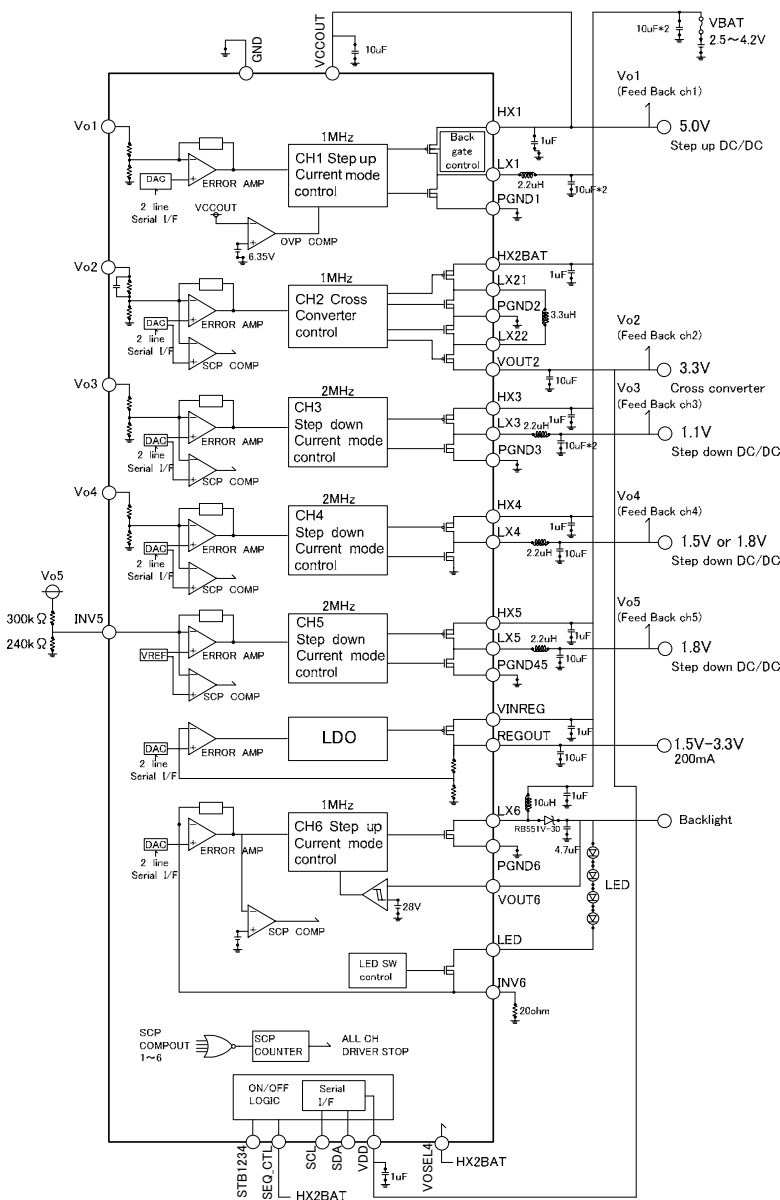 GND
VCCOUT
10uF
10uF*2
VBAT
2.5～4.2V
Vo1
HX1
Vo1
(Feed Back ch1)
5.0V
Step up DC/DC
1MHz
CH1 Step up
Current mode
control
Back
gate
control
1uF
LX1
2.2uH
10uF*2
PGND1
DAC
ERROR AMP
2 line
Serial I/F
VCCOUT
OVP COMP
6.35V
Vo2
HX2BAT
1uF
1MHz
CH2 Cross
Converter
control
LX21
PGND2
3.3uH
LX22
VOUT2
10uF
DAC
ERROR AMP
2 line
Serial I/F
SCP COMP
Vo2
(Feed Back ch2)
3.3V
Cross converter
Vo3
HX3
1uF
2MHz
CH3
Step down
Current mode
control
LX3
2.2uH
10uF*2
PGND3
DAC
ERROR AMP
2 line
Serial I/F
SCP COMP
Vo3
(Feed Back ch3)
1.1V
Step down DC/DC
Vo4
HX4
1uF
2MHz
CH4
Step down
Current mode
control
LX4
2.2uH
10uF
DAC
ERROR AMP
2 line
Serial I/F
SCP COMP
Vo4
(Feed Back ch4)
1.5V or 1.8V
Step down DC/DC
Vo5
300kΩ
240kΩ
INV5
HX5
1uF
2MHz
CH5
Step down
Current mode
control
LX5
2.2uH
10uF
PGND45
VREF
ERROR AMP
SCP COMP
Vo5
(Feed Back ch5)
1.8V
Step down DC/DC
VINREG
1uF
LDO
REGOUT
10uF
1.5V-3.3V
200mA
DAC
ERROR AMP
2 line
Serial I/F
1MHz
CH6 Step up
Current mode
control
LX6
10uH
1uF
RB551V-30
4.7uF
Backlight
PGND6
VOUT6
28V
DAC
ERROR AMP
2 line
Serial I/F
SCP COMP
LED
LED
LED SW
control
INV6
20ohm
SCP
COMPOUT
1～6
SCP
COUNTER
ALL CH
DRIVER STOP
ON/OFF
LOGIC
Serial
I/F
STB1234
SEQ_CTL
SCL
SDA
VDD
VOSEL4
HX2BAT
1uF
HX2BAT